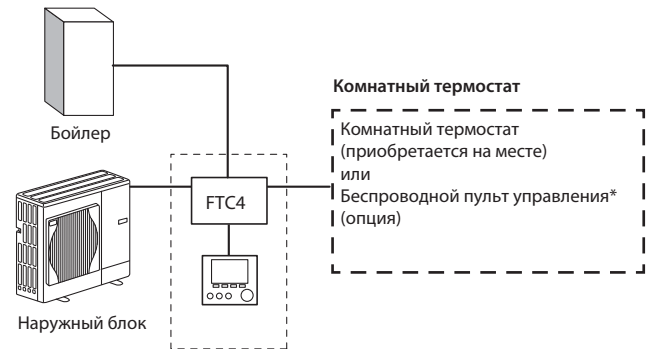 Бойлер
Наружный блок
FTC4
Комнатный термостат
Комнатный термостат
(приобретается на месте)
или
Беспроводной пульт управления*
(опция)